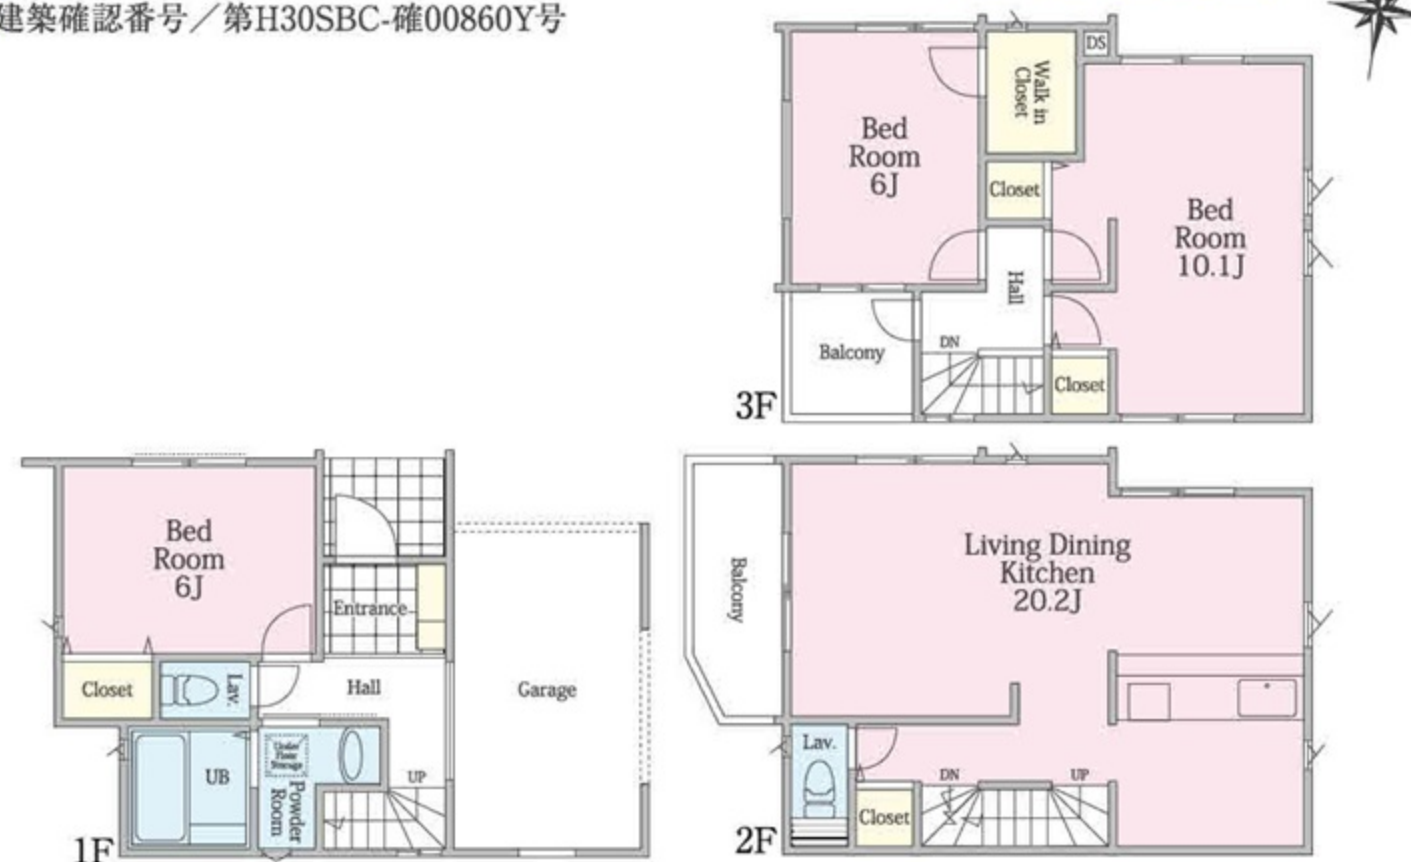 建築確認番号／第H30SBC-確00860Y号
DS
Walk in
Closet
Bed
Room
6J
Closet
Bed
Room
10.1J
Hall
Balcony
DN
Closet
3F
Bed
Room
6J
Entrance
Closet
Lav.
Hall
Garage
UB
Under
Floor
Storage
Powder
Room
UP
1F
Balcony
Living Dining
Kitchen
20.2J
Lav.
DN
UP
Closet
2F